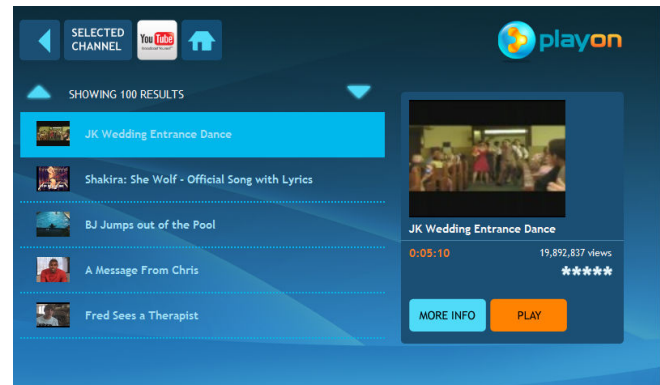 SELECTED
CHANNEL
You Tube
playon
SHOWING 100 RESULTS
JK Wedding Entrance Dance
Shakira: She Wolf - Official Song with Lyrics
BJ Jumps out of the Pool
A Message From Chris
Fred Sees a Therapist
JK Wedding Entrance Dance
0:05:10 19,892,837 views
*****
MORE INFO PLAY